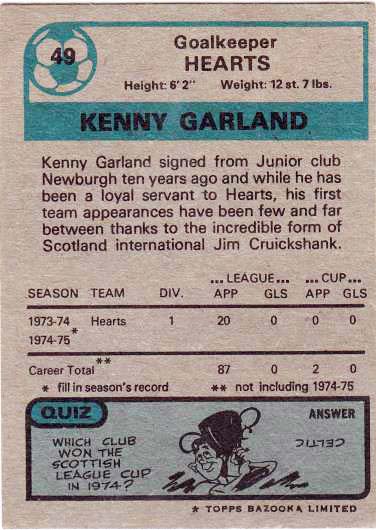 49
Goalkeeper
HEARTS
Height: 6' 2" Weight: 12 st. 7 lbs.
KENNY GARLAND
Kenny Garland signed from Junior club
Newburgh ten years ago and while he has
been a loyal servant to Hearts, his first
team appearances have been few and far
between thanks to the incredible form of
Scotland international Jim Cruickshank.
...LEAGUE... ...CUP...
SEASON TEAM DIV. APP GLS APP GLS
1973-74 Hearts 1 20 0 0 0
1974-75*
Career Total** 87 0 2 0
* fill in season's record ** not including 1974-75
QUIZ
WHICH CLUB
WON THE
SCOTTISH
LEAGUE CUP
IN 1974?
ANSWER
CELTIC
* TOPPS BAZOOKA LIMITED